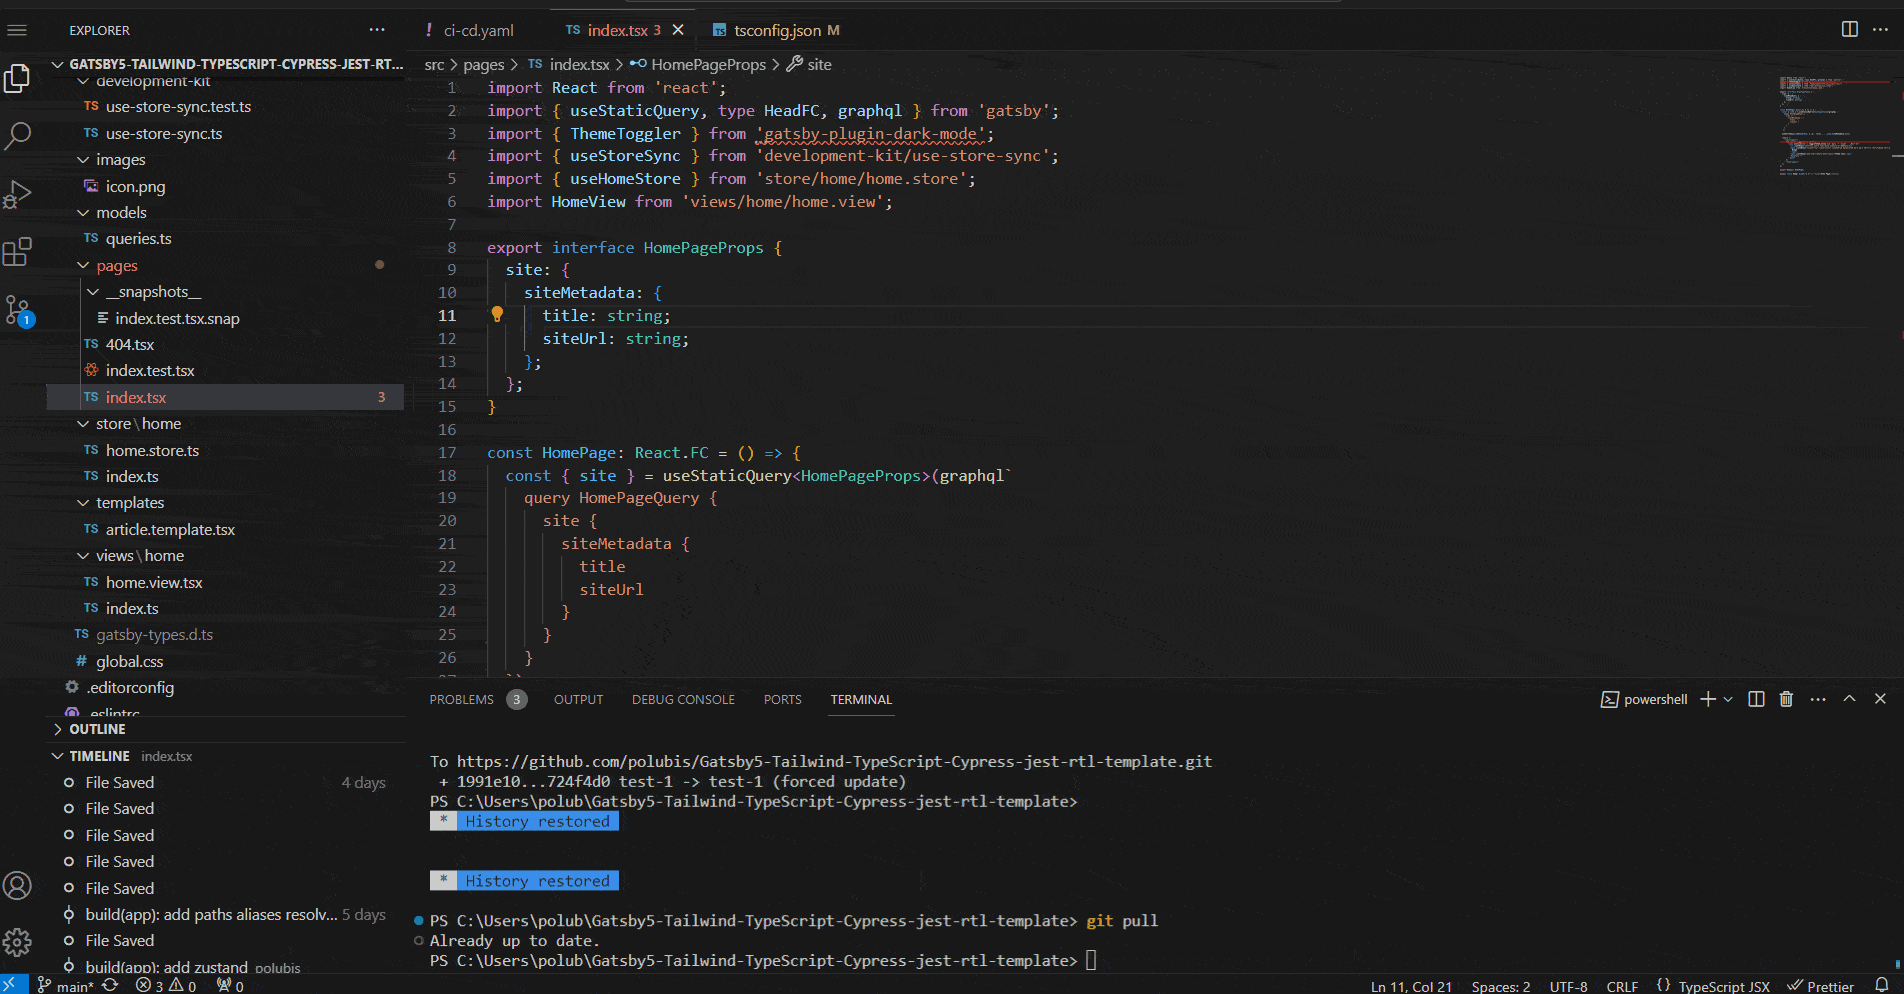 EXPLORER
GATSBY5-TAILWIND-TYPESCRIPT-CYPRESS-JEST-RT...
development-kit
TS use-store-sync.test.ts
TS use-store-sync.ts
images
icon.png
models
TS queries.ts
pages
__snapshots__
index.test.tsx.snap
TS 404.tsx
index.test.tsx
TS index.tsx 3
store\home
TS home.store.ts
TS index.ts
templates
TS article.template.tsx
views\home
TS home.view.tsx
TS index.ts
TS gatsby-types.d.ts
# global.css
.editorconfig
.eslintrc
OUTLINE
TIMELINE index.tsx
File Saved 4 days
File Saved
File Saved
File Saved
File Saved
build(app): add paths aliases resolv... 5 days
File Saved
build(app): add zustand polubis
1
! ci-cd.yaml
TS index.tsx 3
TS tsconfig.json M
src > pages > TS index.tsx > HomePageProps > site
1 import React from 'react';
2 import { useStaticQuery, type HeadFC, graphql } from 'gatsby';
3 import { ThemeToggler } from 'gatsby-plugin-dark-mode';
4 import { useStoreSync } from 'development-kit/use-store-sync';
5 import { useHomeStore } from 'store/home/home.store';
6 import HomeView from 'views/home/home.view';
7
8 export interface HomePageProps {
9 site: {
10 siteMetadata: {
11 title: string;
12 siteUrl: string;
13 };
14 };
15 }
16
17 const HomePage: React.FC = () => {
18 const { site } = useStaticQuery<HomePageProps>(graphql`
19 query HomePageQuery {
20 site {
21 siteMetadata {
22 title
23 siteUrl
24 }
25 }
26 }
PROBLEMS 3 OUTPUT DEBUG CONSOLE PORTS TERMINAL
powershell
To https://github.com/polubis/Gatsby5-Tailwind-TypeScript-Cypress-jest-rtl-template.git
+ 1991e10...724f4d0 test-1 -> test-1 (forced update)
PS C:\Users\polub\Gatsby5-Tailwind-TypeScript-Cypress-jest-rtl-template>
* History restored
* History restored
PS C:\Users\polub\Gatsby5-Tailwind-TypeScript-Cypress-jest-rtl-template> git pull
Already up to date.
PS C:\Users\polub\Gatsby5-Tailwind-TypeScript-Cypress-jest-rtl-template>
main* 3 0 0
Ln 11, Col 21 Spaces: 2 UTF-8 CRLF {} TypeScript JSX Prettier